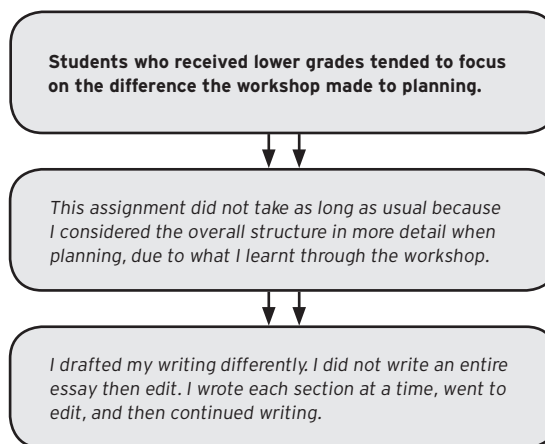 Students who received lower grades tended to focus
on the difference the workshop made to planning.
This assignment did not take as long as usual because
I considered the overall structure in more detail when
planning, due to what I learnt through the workshop.
I drafted my writing differently. I did not write an entire
essay then edit. I wrote each section at a time, went to
edit, and then continued writing.